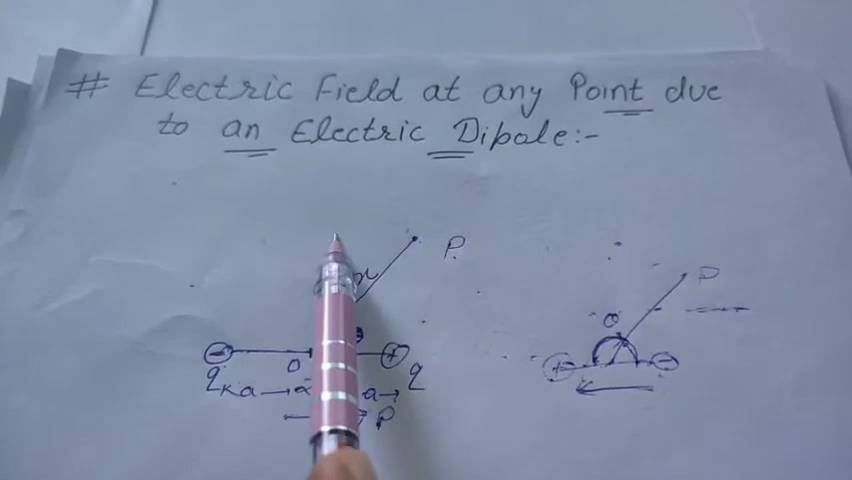 # Electric Field at any Point due
to an Electric Dipole:-
P.
r
P
θ
θ
- +
+ -
O
q a a q
P